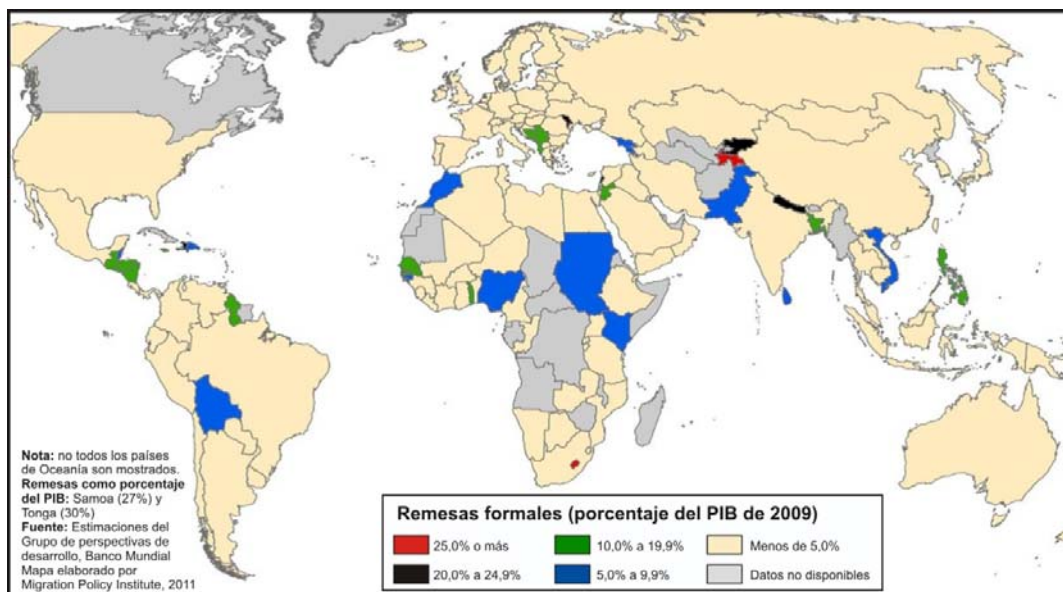 Nota: no todos los países
de Oceanía son mostrados.
Remesas como porcentaje
del PIB: Samoa (27%) y
Tonga (30%)
Fuente: Estimaciones del
Grupo de perspectivas de
desarrollo, Banco Mundial
Mapa elaborado por
Migration Policy Institute, 2011
Remesas formales (porcentaje del PIB de 2009)
25,0% o más
10,0% a 19,9%
Menos de 5,0%
20,0% a 24,9%
5,0% a 9,9%
Datos no disponibles